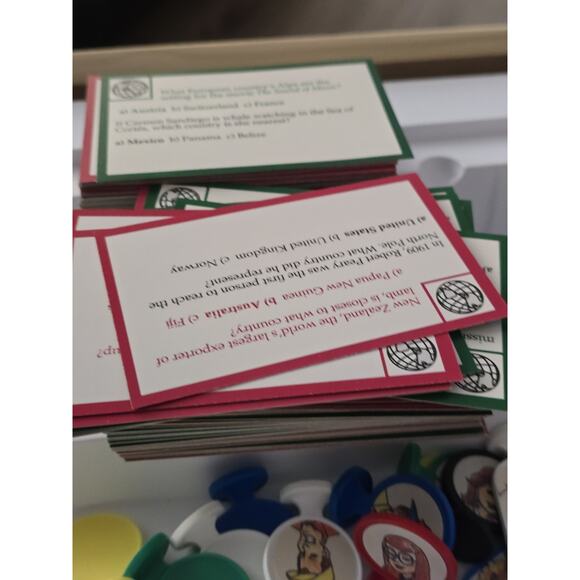 What European country's Alps are the
setting for the movie The Sound of Music?
a) Austria b) Switzerland c) France
If Carmen Sandiego is whale watching in the Sea of
Cortés, which country is she nearest?
a) Mexico b) Panama c) Belize
New Zealand, the world's largest exporter of
lamb, is closest to what country?
a) Papua New Guinea b) Australia c) Fiji
In 1909, Robert Peary was the first person to reach the
North Pole. What country did he represent?
a) United States b) United Kingdom c) Norway
up?
a)
miss